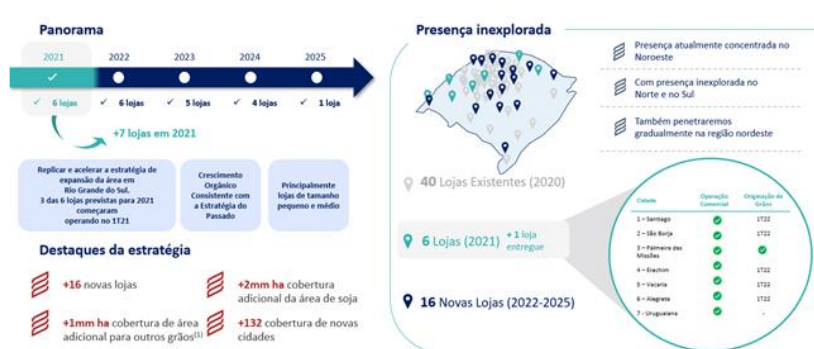 Panorama
2021
2022
2023
2024
2025
✓ 6 lojas
✓ 6 lojas
✓ 5 lojas
✓ 4 lojas
✓ 1 loja
+7 lojas em 2021
Replicar e acelerar a estratégia de
expansão da área em
Rio Grande do Sul.
3 das 6 lojas previstas para 2021
começaram
operando no 1T21
Crescimento
Orgânico
Consistente com
a Estratégia do
Passado
Principalmente
lojas de tamanho
pequeno e médio
Destaques da estratégia
+16 novas lojas
+2mm ha cobertura
adicional da área de soja
+1mm ha cobertura de área
adicional para outros grãos(1)
+132 cobertura de novas
cidades
Presença inexplorada
Presença atualmente concentrada no
Noroeste
Com presença inexplorada no
Norte e no Sul
Também penetraremos
gradualmente na região nordeste
40 Lojas Existentes (2020)
6 Lojas (2021)
+ 1 loja
entregue
16 Novas Lojas (2022-2025)
Cidade
Operação
Comercial
Originação de
Grãos
1 – Santiago
1T22
2 – São Borja
1T22
3 – Palmeira das
Missões
4 – Erechim
1T22
5 – Vacaria
1T22
6 – Alegrete
1T22
7 - Uruguaiana
-